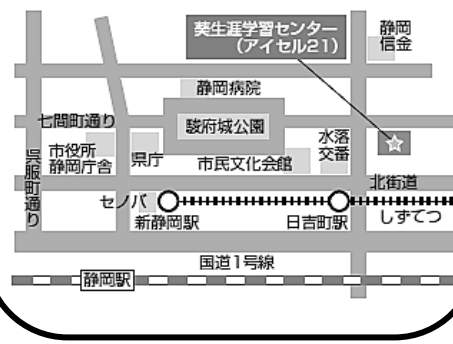 葵生涯学習センター
(アイセル21)
静岡
信金
静岡病院
七間町通り
駿府城公園
水落
交番
市役所
静岡庁舎
県庁
市民文化会館
呉服町通り
北街道
セノバ
新静岡駅
日吉町駅
しずてつ
国道1号線
静岡駅